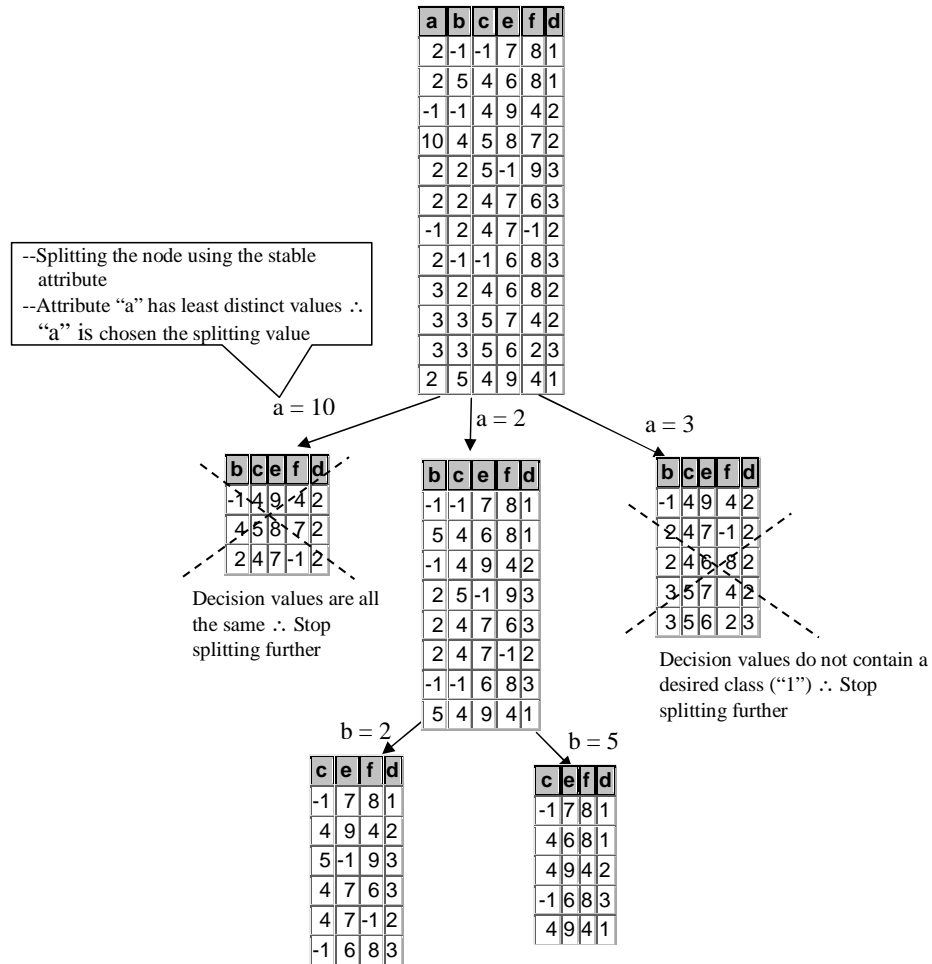 a b c e f d
2 -1 -1 7 8 1
2 5 4 6 8 1
-1 -1 4 9 4 2
10 4 5 8 7 2
2 2 5 -1 9 3
2 2 4 7 6 3
-1 2 4 7 -1 2
2 -1 -1 6 8 3
3 2 4 6 8 2
3 3 5 7 4 2
3 3 5 6 2 3
2 5 4 9 4 1
--Splitting the node using the stable
attribute
--Attribute “a” has least distinct values ∴
“a” is chosen the splitting value
a = 10
a = 2
a = 3
b c e f d
-1 4 9 4 2
4 5 8 7 2
2 4 7 -1 2
Decision values are all
the same ∴ Stop
splitting further
b c e f d
-1 -1 7 8 1
5 4 6 8 1
-1 4 9 4 2
2 5 -1 9 3
2 4 7 6 3
2 4 7 -1 2
-1 -1 6 8 3
5 4 9 4 1
b c e f d
-1 4 9 4 2
2 4 7 -1 2
2 4 6 8 2
3 5 7 4 2
3 5 6 2 3
Decision values do not contain a
desired class (“1”) ∴ Stop
splitting further
b = 2
b = 5
c e f d
-1 7 8 1
4 9 4 2
5 -1 9 3
4 7 6 3
4 7 -1 2
-1 6 8 3
c e f d
-1 7 8 1
4 6 8 1
4 9 4 2
-1 6 8 3
4 9 4 1